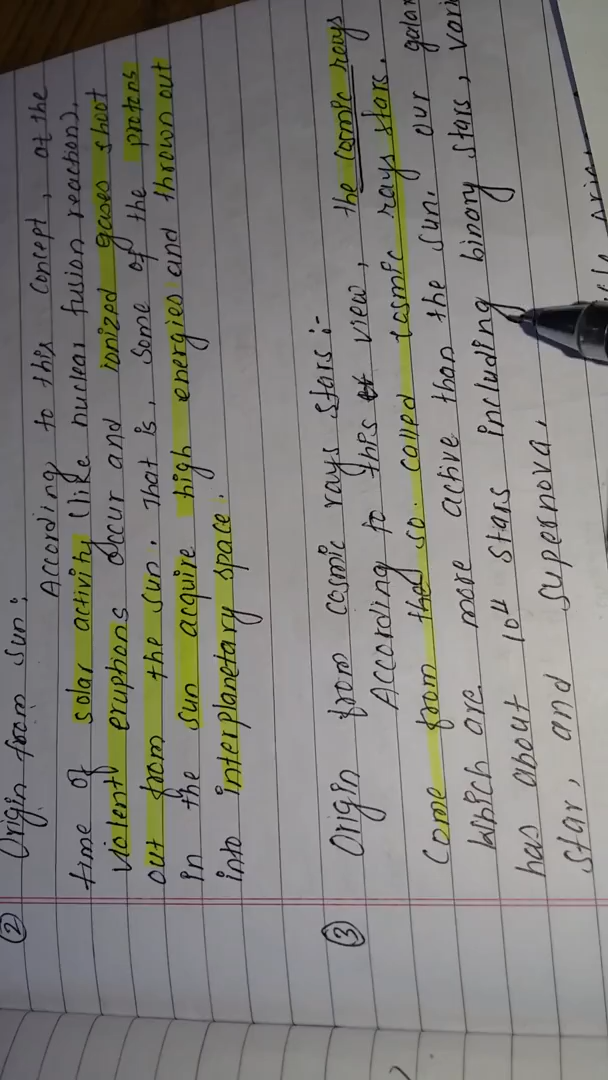 ② Origin from sun:
According to this concept, at the
time of solar activity (like nuclear fusion reaction),
violent eruptions occur and ionized gases shoot
out from the sun. That is, some of the protons
in the sun acquire high energies and thrown out
into interplanetary space.
③ Origin from cosmic rays stars:-
According to this view, the cosmic rays
come from the so called cosmic rays stars.
which are more active than the sun. Our galax
has about 10⁴ stars including binary stars, vari
star, and supernova.